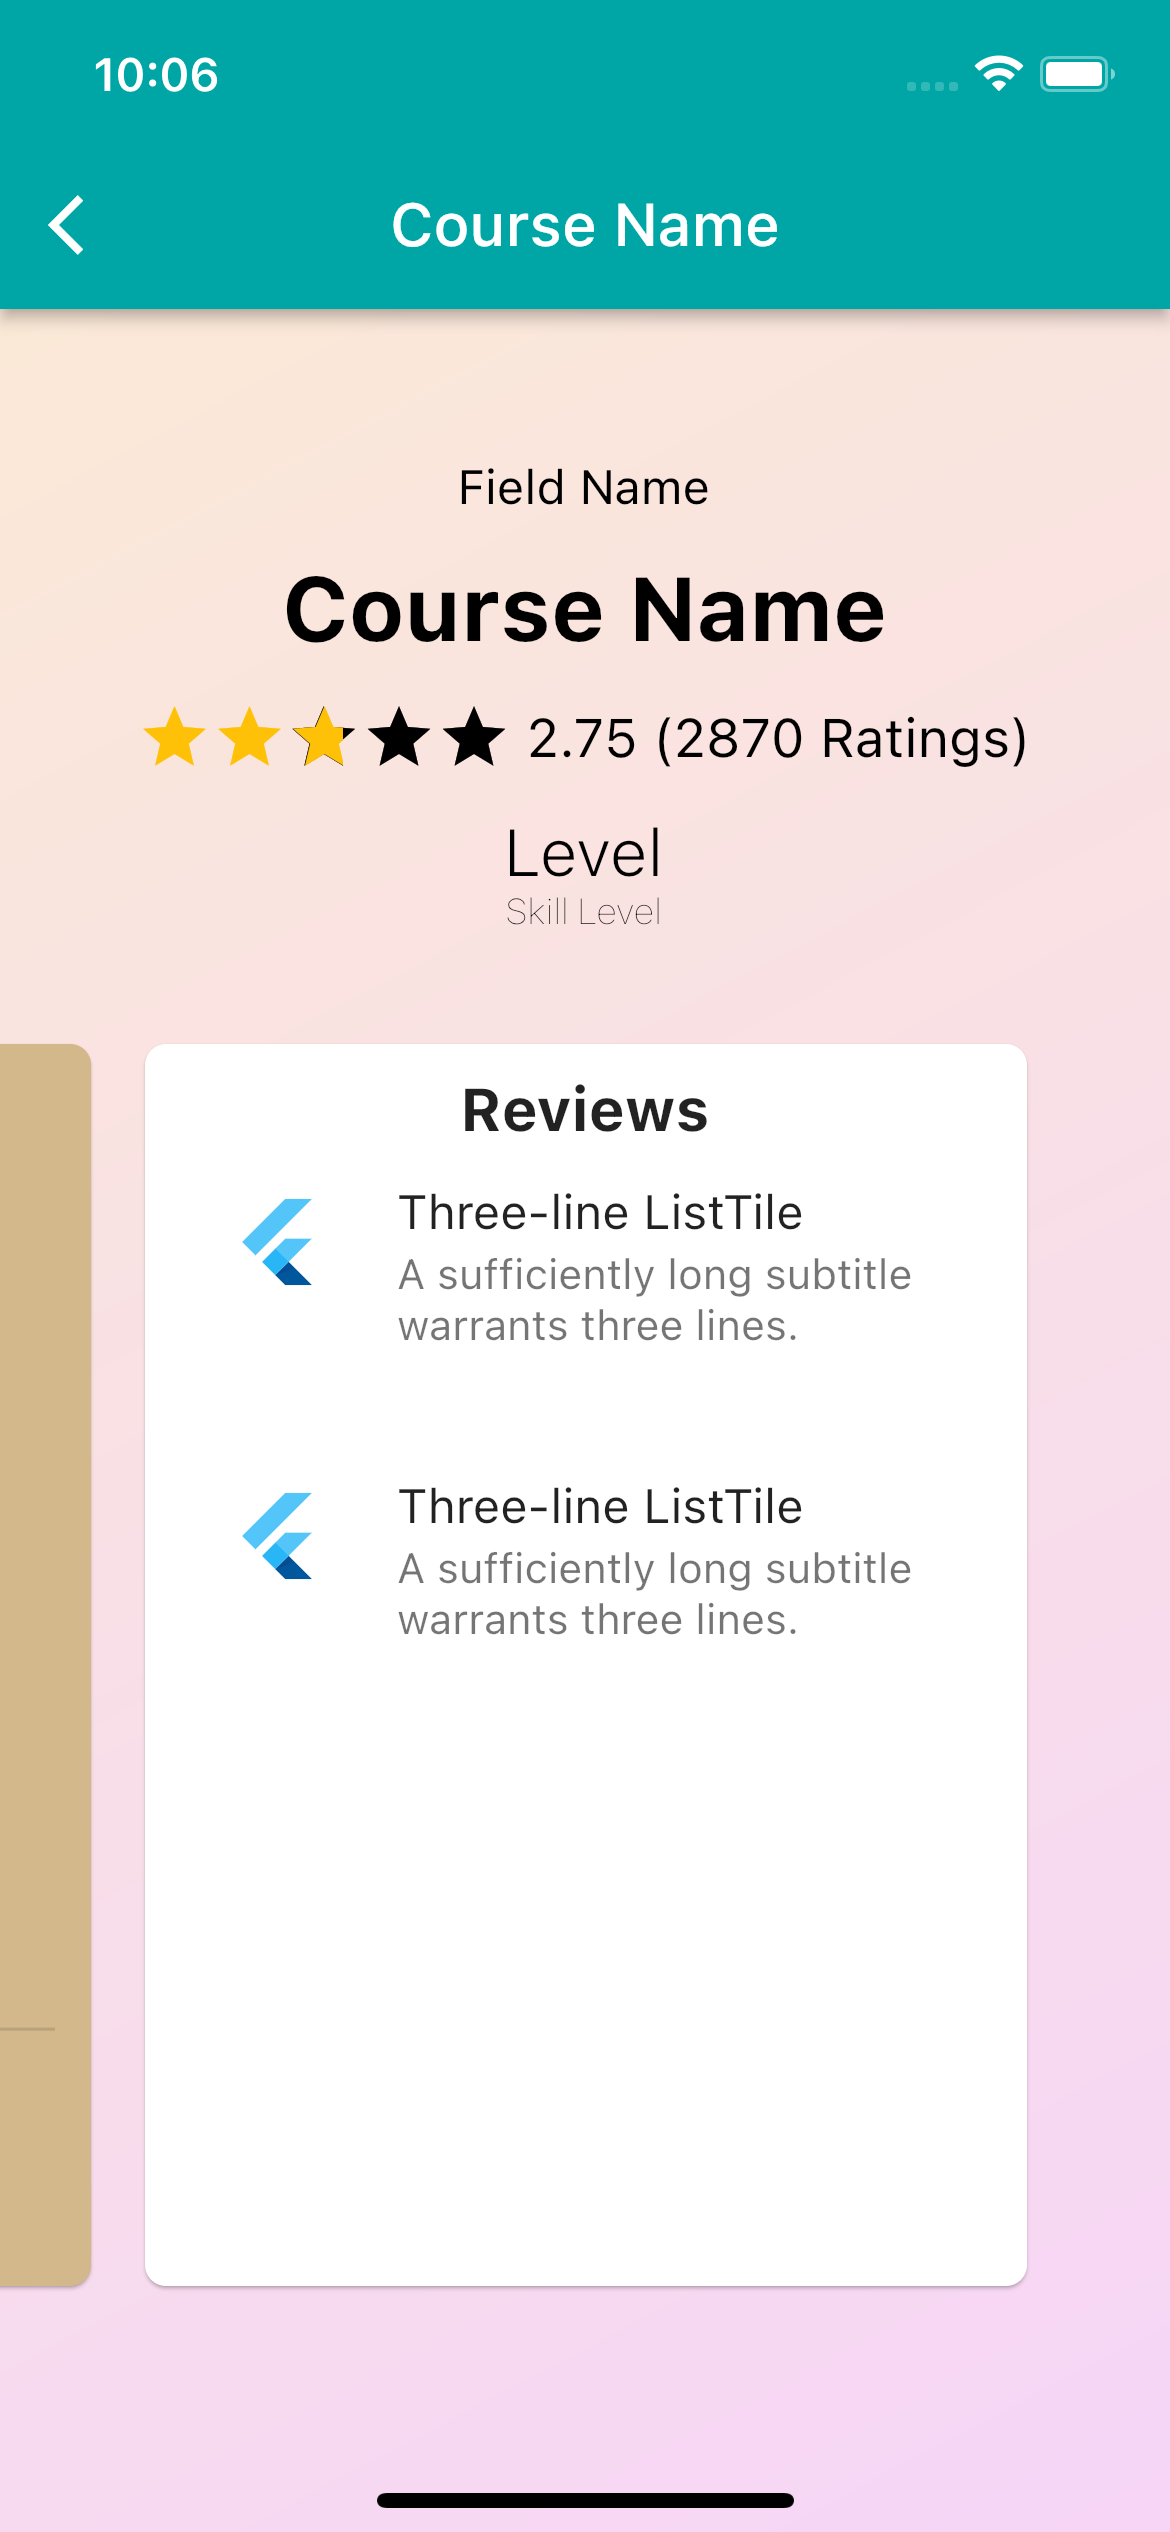 10:06
Course Name
Field Name
Course Name
2.75 (2870 Ratings)
Level
Skill Level
Reviews
Three-line ListTile
A sufficiently long subtitle
warrants three lines.
Three-line ListTile
A sufficiently long subtitle
warrants three lines.